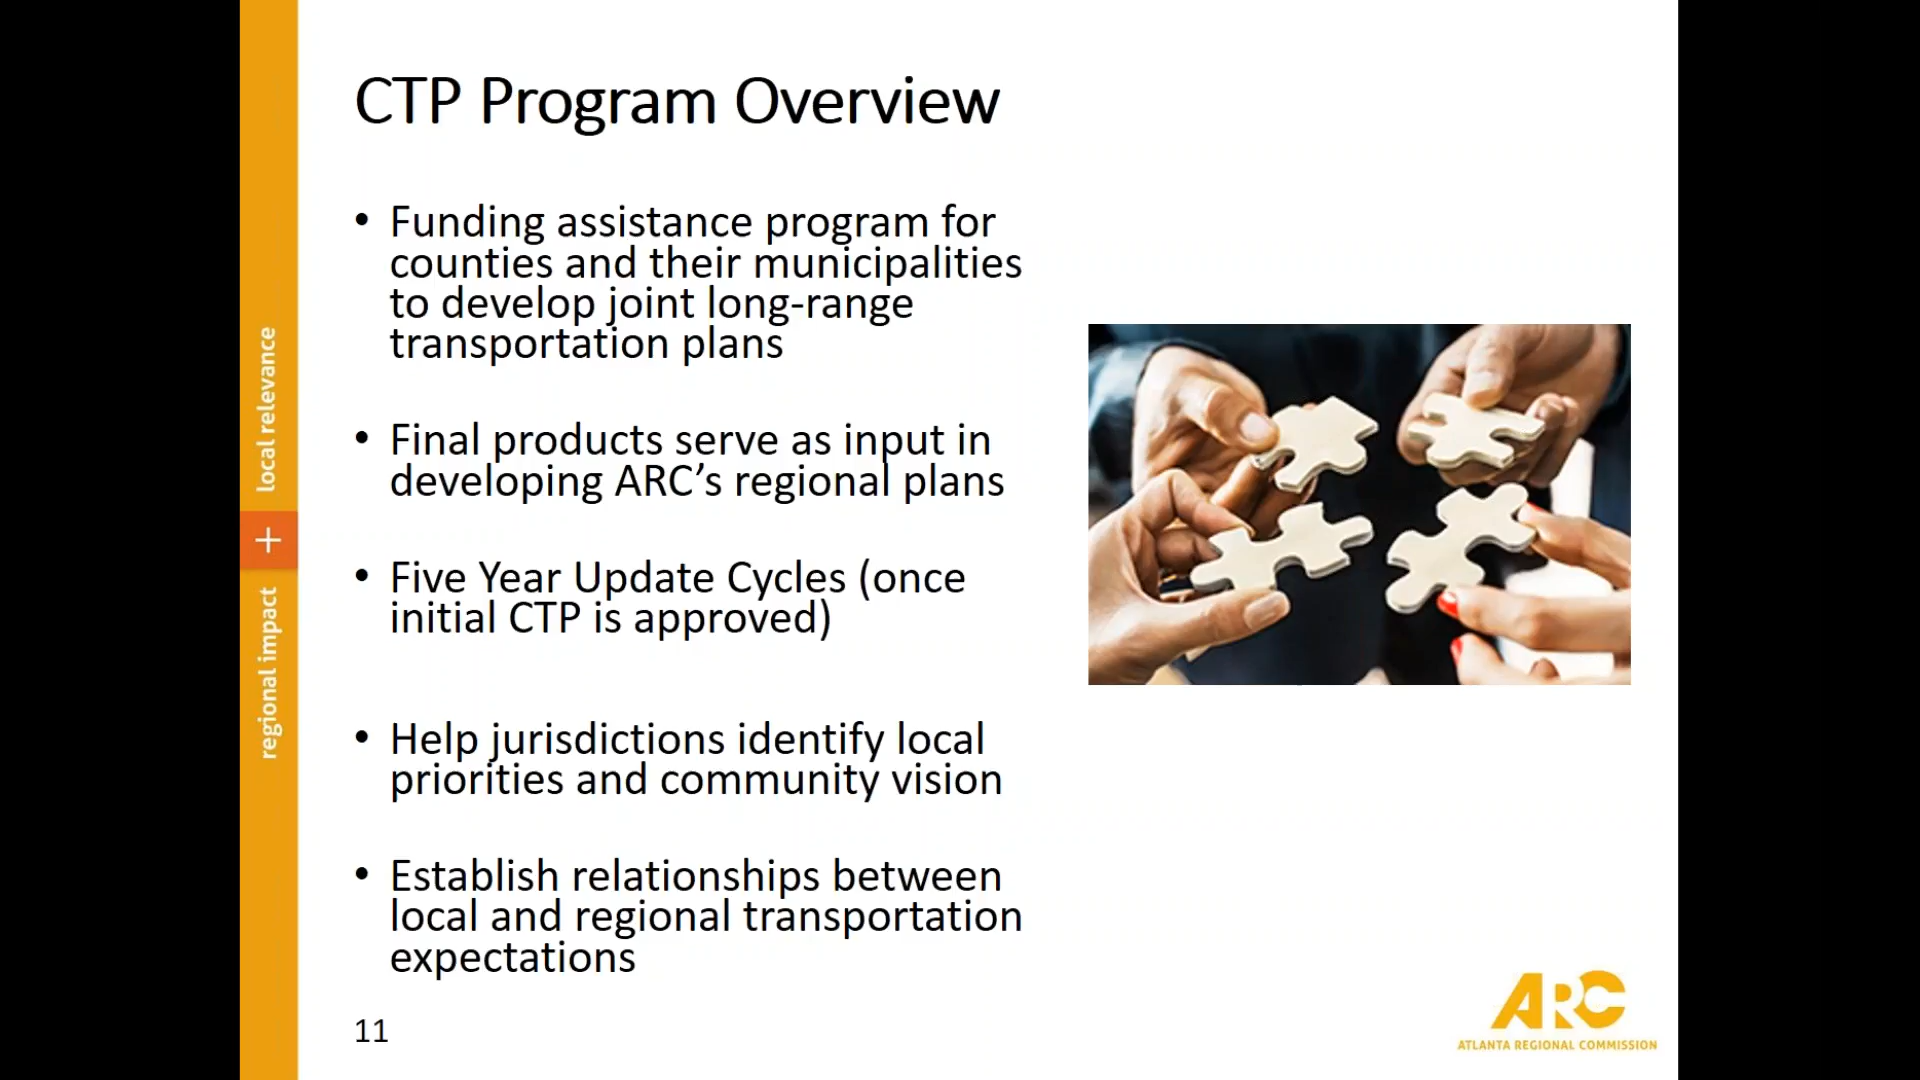 CTP Program Overview
• Funding assistance program for
counties and their municipalities
to develop joint long-range
transportation plans
• Final products serve as input in
developing ARC’s regional plans
• Five Year Update Cycles (once
initial CTP is approved)
• Help jurisdictions identify local
priorities and community vision
• Establish relationships between
local and regional transportation
expectations
11
regional impact + local relevance
ARC
ATLANTA REGIONAL COMMISSION